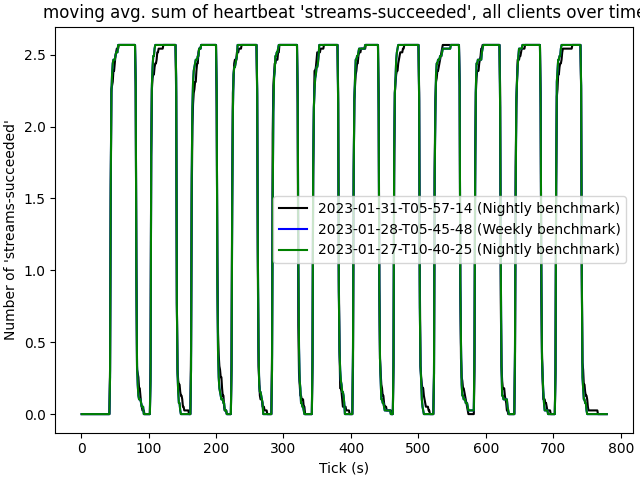 moving avg. sum of heartbeat 'streams-succeeded', all clients over time
Number of 'streams-succeeded'
2.5
2.0
1.5
1.0
0.5
0.0
2023-01-31-T05-57-14 (Nightly benchmark)
2023-01-28-T05-45-48 (Weekly benchmark)
2023-01-27-T10-40-25 (Nightly benchmark)
0 100 200 300 400 500 600 700 800
Tick (s)